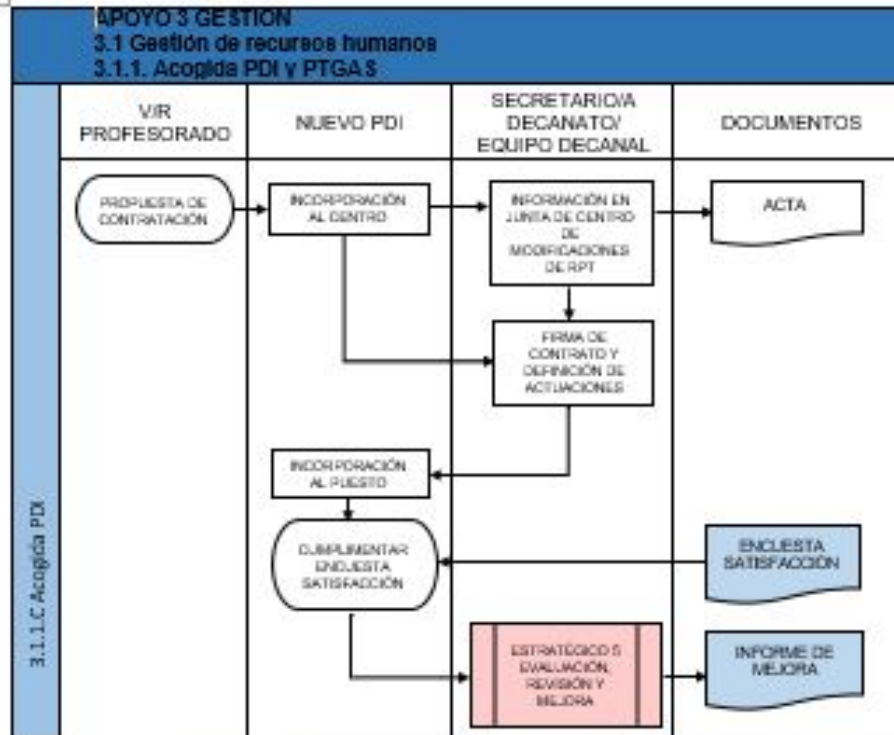 APOYO 3 GESTIÓN
3.1 Gestión de recursos humanos
3.1.1. Acogida PDI y PTGAS
V/R
PROFESORADO
NUEVO PDI
SECRETARIO/A
DECANATO/
EQUIPO DECANAL
DOCUMENTOS
PROPUESTA DE
CONTRATACIÓN
INCORPORACIÓN
AL CENTRO
INFORMACIÓN EN
JUNTA DE CENTRO
DE
MODIFICACIONES
DE RPT
ACTA
FIRMA DE
CONTRATO Y
DEFINICIÓN DE
ACTUACIONES
INCORPORACIÓN
AL PUESTO
CUMPLIMENTAR
ENCUESTA
SATISFACCIÓN
ENCUESTA
SATISFACCIÓN
ESTRATÉGICO 5
EVALUACIÓN,
REVISIÓN Y
MEJORA
INFORME DE
MEJORA
3.1.1.C Acogida PDI